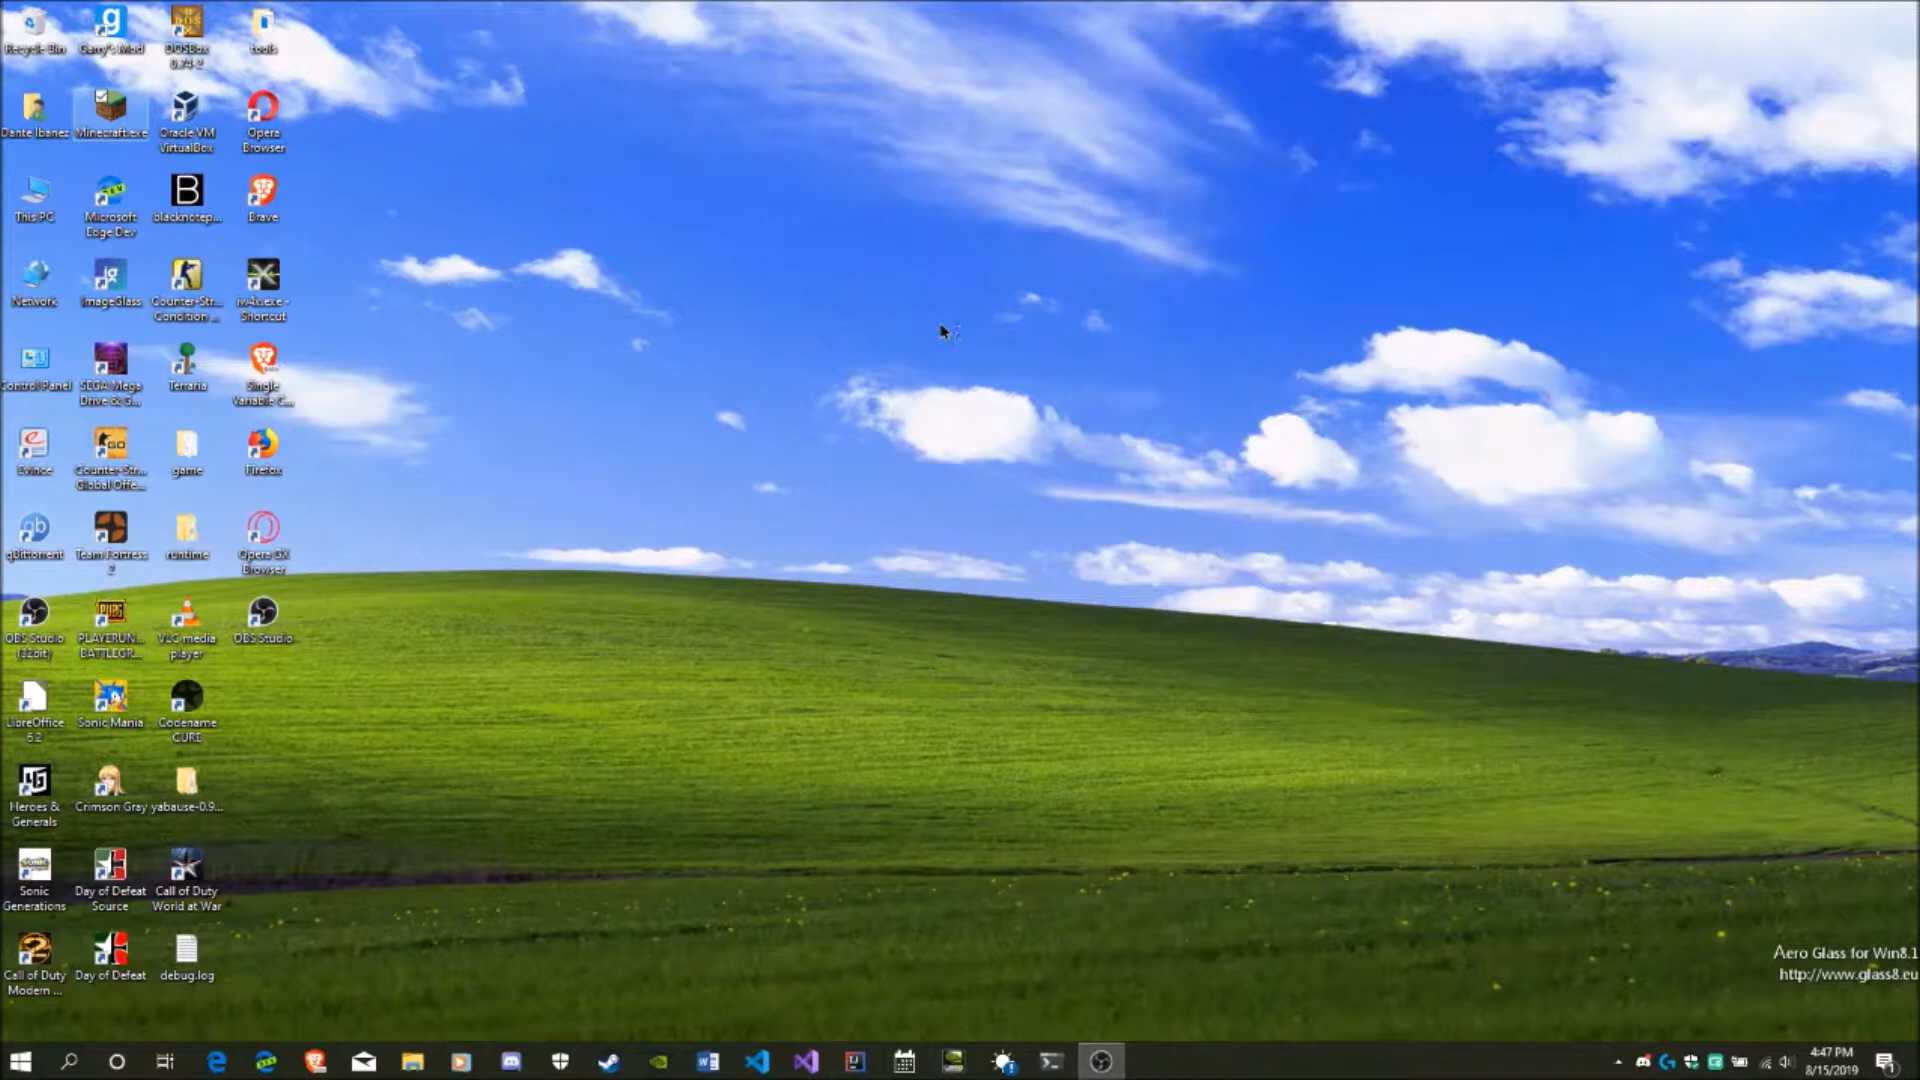 Recycle Bin
Garry's Mod
DOSBox
0.74-2
tools
Dante Ibanez
Minecraft.exe
Oracle VM
VirtualBox
Opera
Browser
This PC
Microsoft
Edge Dev
blacknotep...
Brave
Network
ImageGlass
Counter-Str...
Condition ...
iw4x.exe -
Shortcut
Control Panel
SEGA Mega
Drive & G...
Terraria
Single
Variable C...
Evince
Counter-Str...
Global Offe...
game
Firefox
qBittorrent
Team Fortress
2
runtime
Opera GX
Browser
OBS Studio
(32bit)
PLAYERUN...
BATTLEGR...
VLC media
player
OBS Studio
LibreOffice
6.2
Sonic Mania
Codename
CURE
Heroes &
Generals
Crimson Gray
yabause-0.9...
Sonic
Generations
Day of Defeat
Source
Call of Duty
World at War
Call of Duty
Modern ...
Day of Defeat
debug.log
Aero Glass for Win8.1
http://www.glass8.eu
4:47 PM
8/15/2019